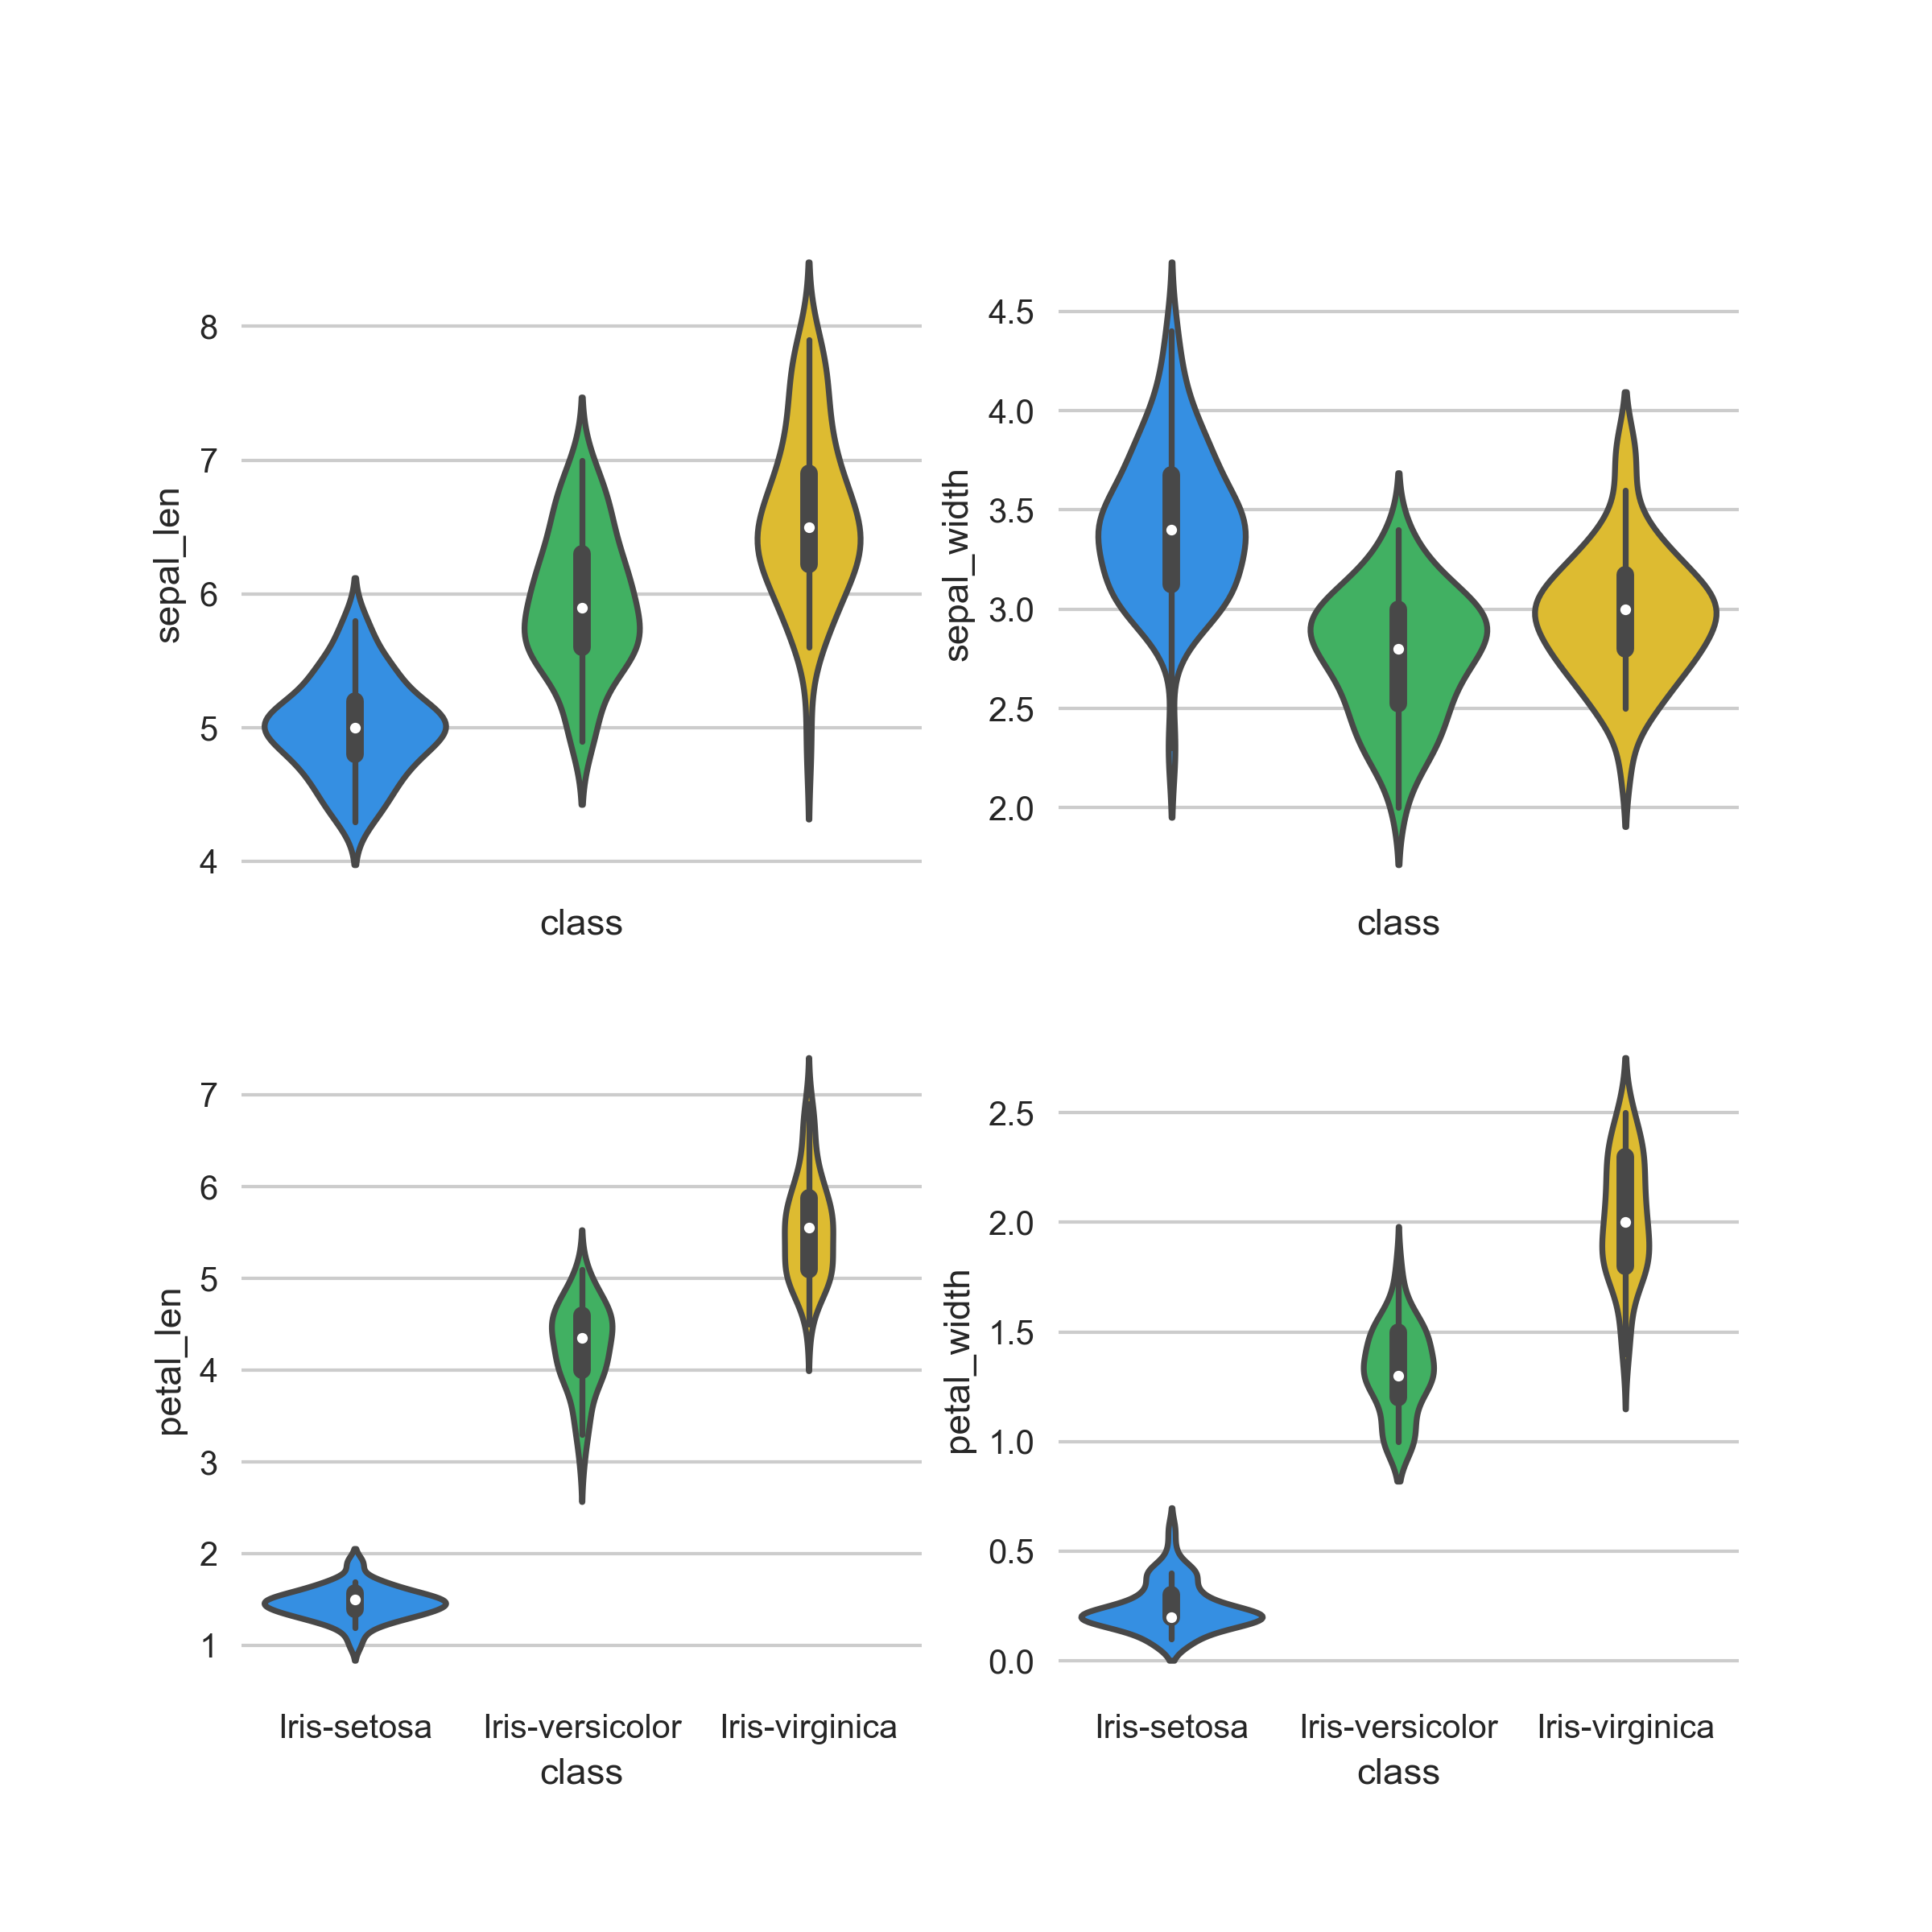 sepal_len
8
7
6
5
4
class
sepal_width
4.5
4.0
3.5
3.0
2.5
2.0
class
petal_len
7
6
5
4
3
2
1
Iris-setosa Iris-versicolor Iris-virginica
class
petal_width
2.5
2.0
1.5
1.0
0.5
0.0
Iris-setosa Iris-versicolor Iris-virginica
class